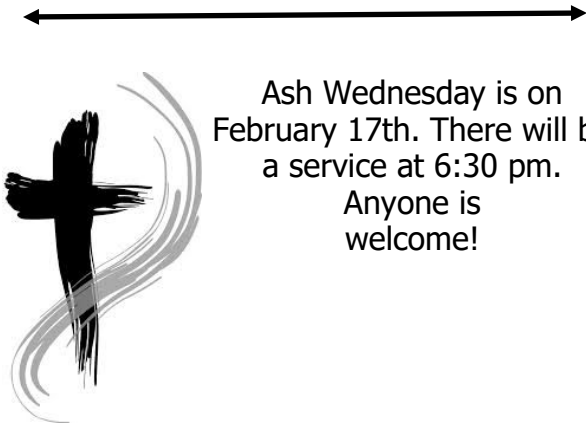 Ash Wednesday is on
February 17th. There will
a service at 6:30 pm.
Anyone is
welcome!